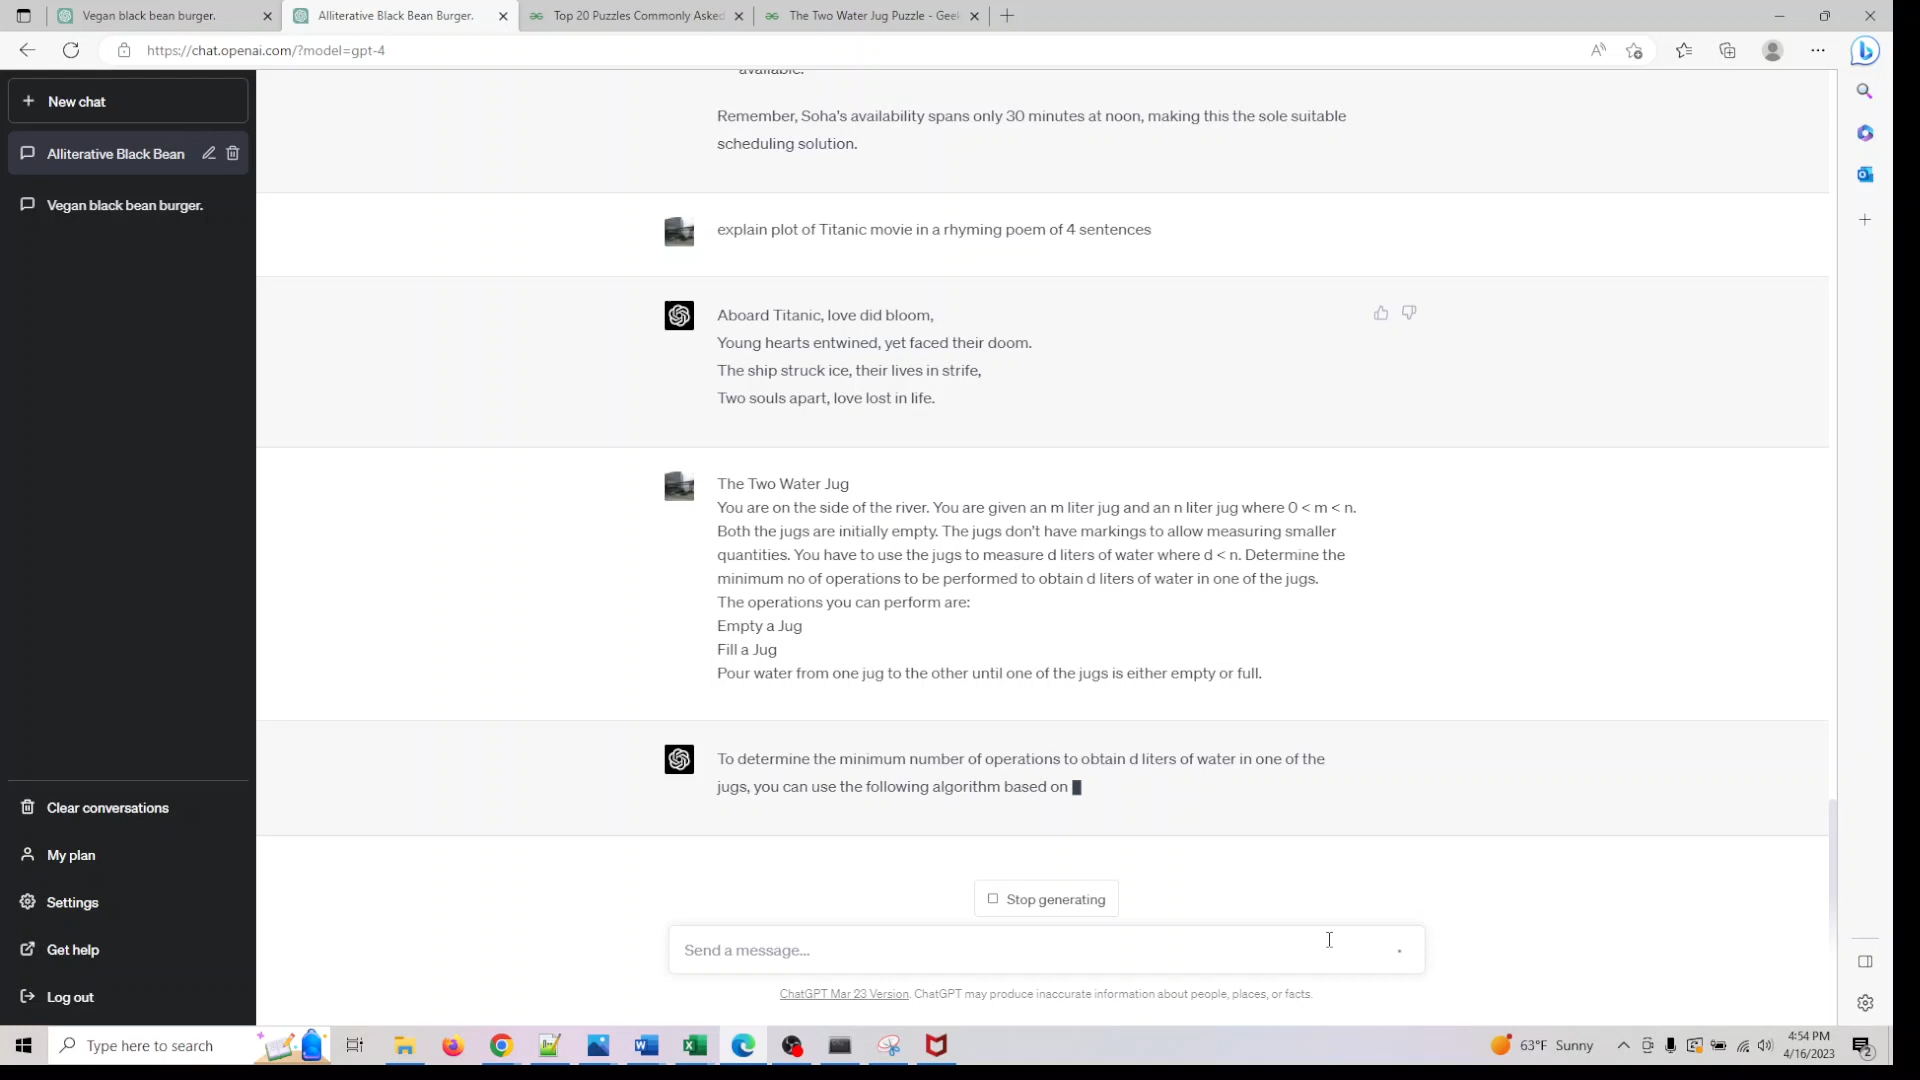 Vegan black bean burger.
Alliterative Black Bean Burger.
Top 20 Puzzles Commonly Asked
The Two Water Jug Puzzle - Geek
https://chat.openai.com/?model=gpt-4
New chat
Alliterative Black Bean
Vegan black bean burger.
available.
Remember, Soha's availability spans only 30 minutes at noon, making this the sole suitable
scheduling solution.
explain plot of Titanic movie in a rhyming poem of 4 sentences
Aboard Titanic, love did bloom,
Young hearts entwined, yet faced their doom.
The ship struck ice, their lives in strife,
Two souls apart, love lost in life.
The Two Water Jug
You are on the side of the river. You are given an m liter jug and an n liter jug where 0 < m < n.
Both the jugs are initially empty. The jugs don't have markings to allow measuring smaller
quantities. You have to use the jugs to measure d liters of water where d < n. Determine the
minimum no of operations to be performed to obtain d liters of water in one of the jugs.
The operations you can perform are:
Empty a Jug
Fill a Jug
Pour water from one jug to the other until one of the jugs is either empty or full.
To determine the minimum number of operations to obtain d liters of water in one of the
jugs, you can use the following algorithm based on
Clear conversations
My plan
Settings
Get help
Log out
Stop generating
Send a message...
ChatGPT Mar 23 Version. ChatGPT may produce inaccurate information about people, places, or facts.
Type here to search
63°F Sunny
4:54 PM
4/16/2023
2